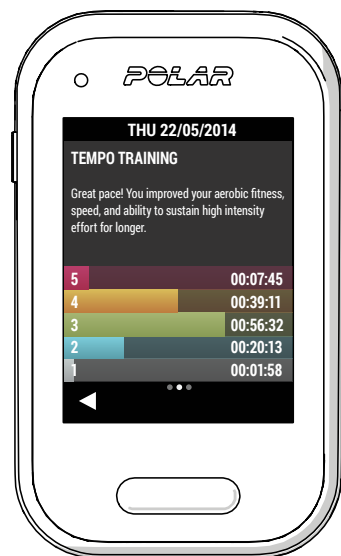 POLAR
THU 22/05/2014
TEMPO TRAINING
Great pace! You improved your aerobic fitness,
speed, and ability to sustain high intensity
effort for longer.
5 00:07:45
4 00:39:11
3 00:56:32
2 00:20:13
1 00:01:58